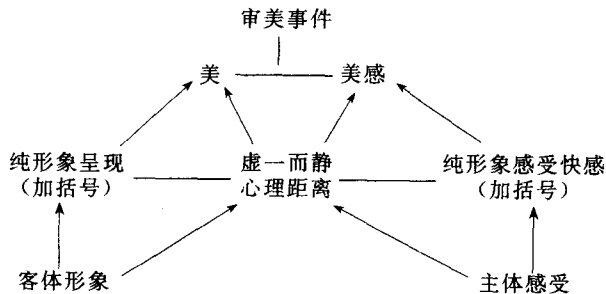 审美事件
美 美感
纯形象呈现 虚一而静 纯形象感受快感
（加括号） 心理距离 （加括号）
客体形象 主体感受